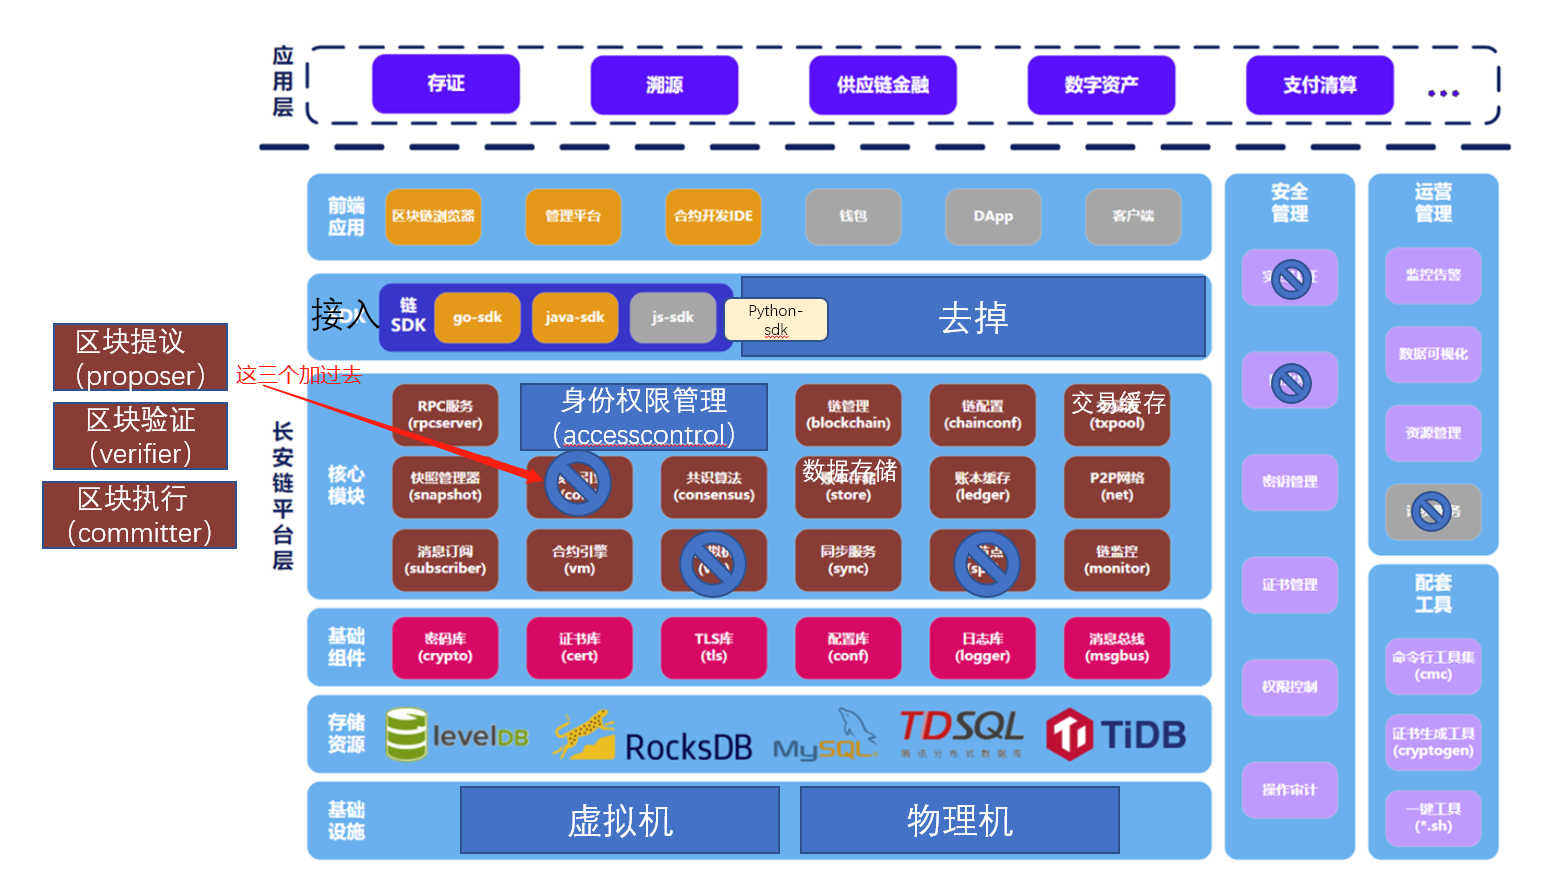 应
用
层
存证
溯源
供应链金融
数字资产
支付清算
...
前端
应用
区块链浏览器
管理平台
合约开发IDE
钱包
DApp
客户端
接入
链
SDK
go-sdk
java-sdk
js-sdk
Python-
sdk
去掉
区块提议
（proposer）
区块验证
（verifier）
区块执行
（committer）
这三个加过去
长
安
链
平
台
层
核心
模块
RPC服务
(rpcserver)
身份权限管理
（accesscontrol）
链管理
(blockchain)
链配置
(chainconf)
交易缓存
(txpool)
快照管理器
(snapshot)
共识算法
(consensus)
数据存储
(store)
账本缓存
(ledger)
P2P网络
(net)
消息订阅
(subscriber)
合约引擎
(vm)
同步服务
(sync)
链监控
(monitor)
基础
组件
密码库
(crypto)
证书库
(cert)
TLS库
(tls)
配置库
(conf)
日志库
(logger)
消息总线
(msgbus)
存储
资源
levelDB
RocksDB
MySQL
TDSQL
腾讯分布式数据库
TiDB
基础
设施
虚拟机
物理机
安全
管理
密钥管理
证书管理
权限控制
操作审计
运营
管理
监控告警
数据可视化
资源管理
配套
工具
命令行工具集
(cmc)
证书生成工具
(cryptogen)
一键工具
(*.sh)